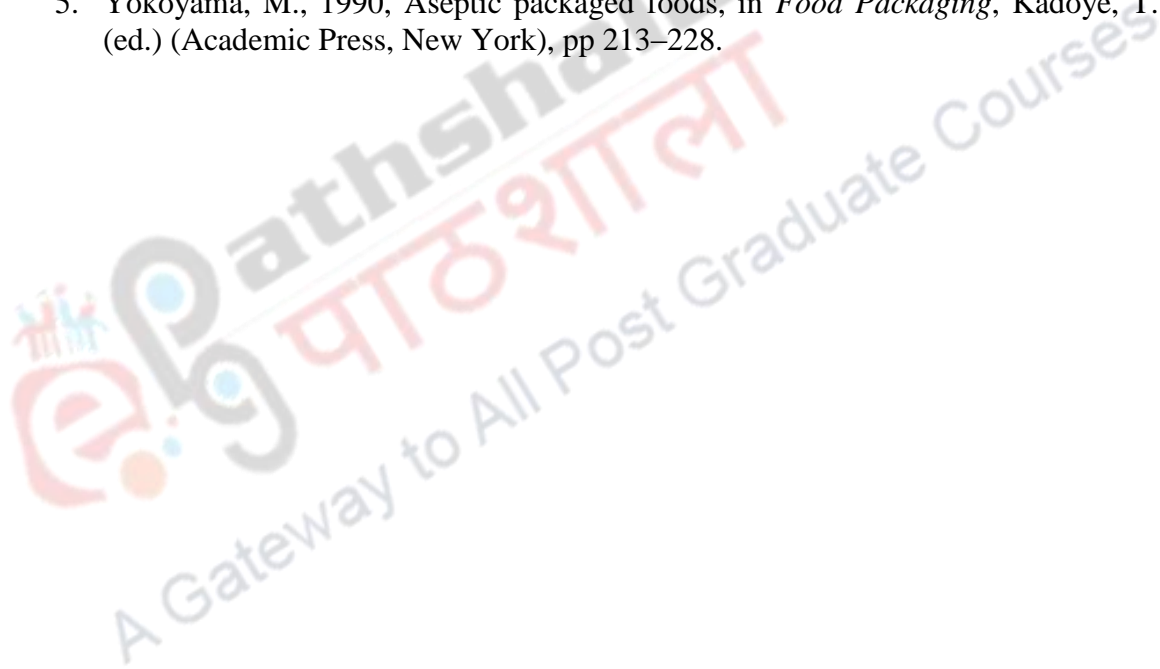 5. Yokoyama, M., 1990, Aseptic packaged foods, in Food Packaging, Kadoye, T.
(ed.) (Academic Press, New York), pp 213–228.
Pathshala
पाठशाला
A Gateway to All Post Graduate Courses